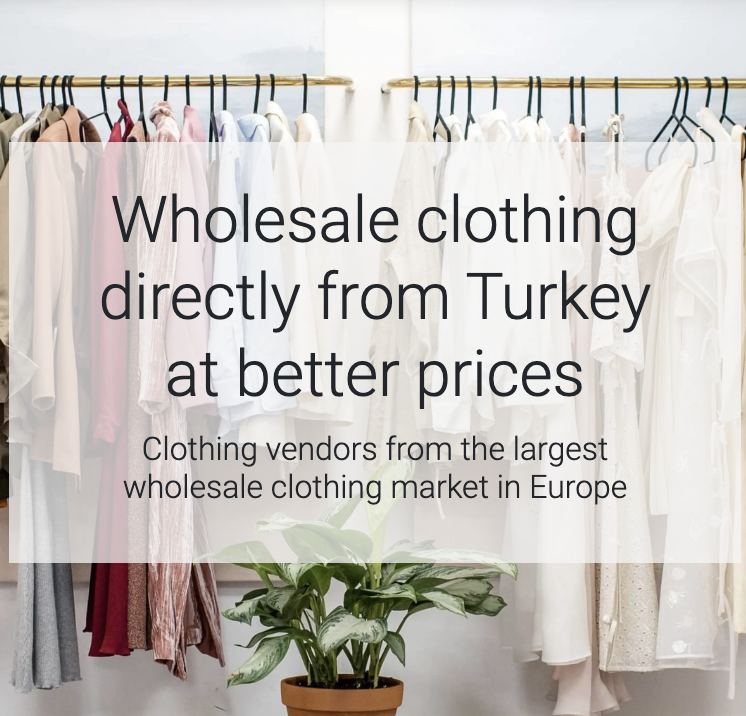 Wholesale clothing
directly from Turkey
at better prices
Clothing vendors from the largest
wholesale clothing market in Europe